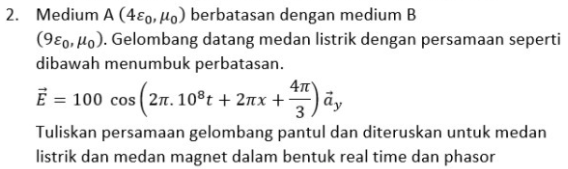 2. Medium A (4ε₀, μ₀) berbatasan dengan medium B
(9ε₀, μ₀). Gelombang datang medan listrik dengan persamaan seperti
dibawah menumbuk perbatasan.
E⃗ = 100 cos(2π. 10⁸t + 2πx + 4π/3) a⃗ᵧ
Tuliskan persamaan gelombang pantul dan diteruskan untuk medan
listrik dan medan magnet dalam bentuk real time dan phasor